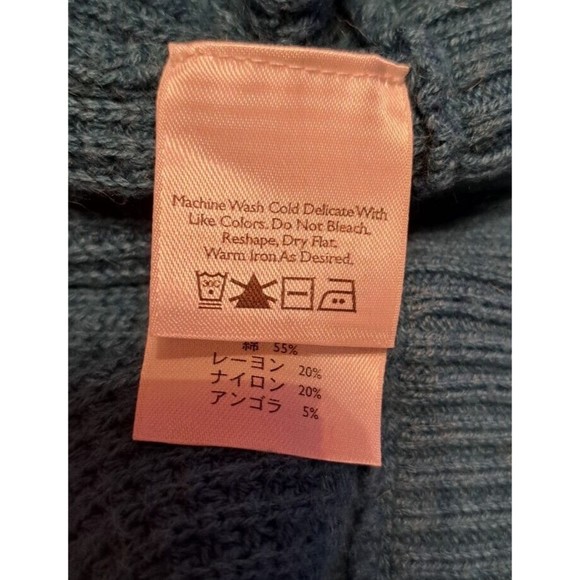 Machine Wash Cold Delicate With
Like Colors. Do Not Bleach.
Reshape, Dry Flat.
Warm Iron As Desired.
綿 55%
レーヨン 20%
ナイロン 20%
アンゴラ 5%